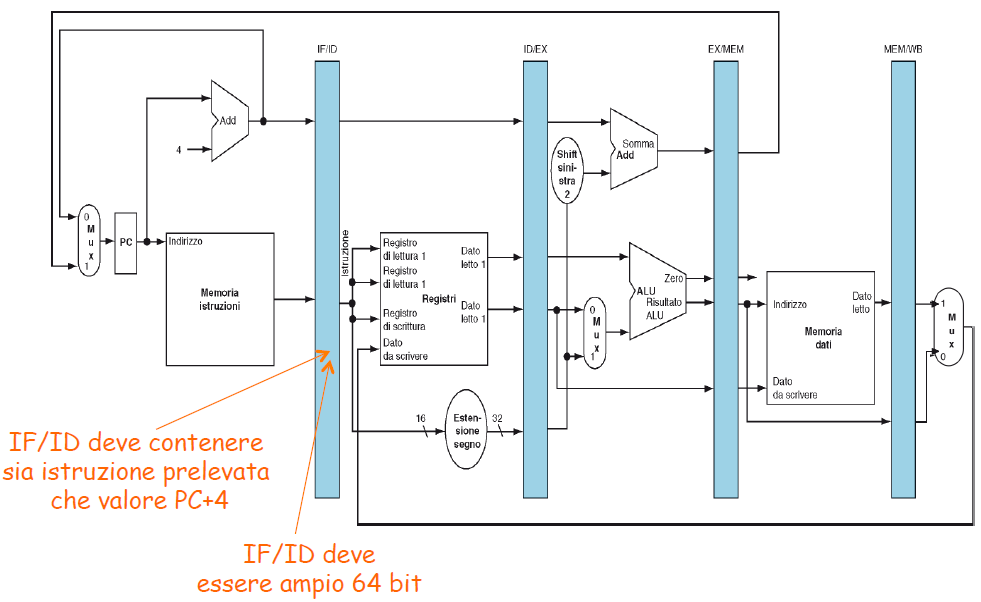 IF/ID
ID/EX
EX/MEM
MEM/WB
Add
4
Shift
sini-
stra
2
Somma
Add
0
M
u
x
1
PC
Indirizzo
Memoria
istruzioni
Istruzione
Registro
di lettura 1
Registro
di lettura 1
Registri
Registro
di scrittura
Dato
da scrivere
Dato
letto 1
Dato
letto 1
0
M
u
x
1
Zero
ALU
Risultato
ALU
Indirizzo
Dato
letto
Memoria
dati
Dato
da scrivere
1
M
u
x
0
16
Esten-
sione
segno
32
IF/ID deve contenere
sia istruzione prelevata
che valore PC+4
IF/ID deve
essere ampio 64 bit